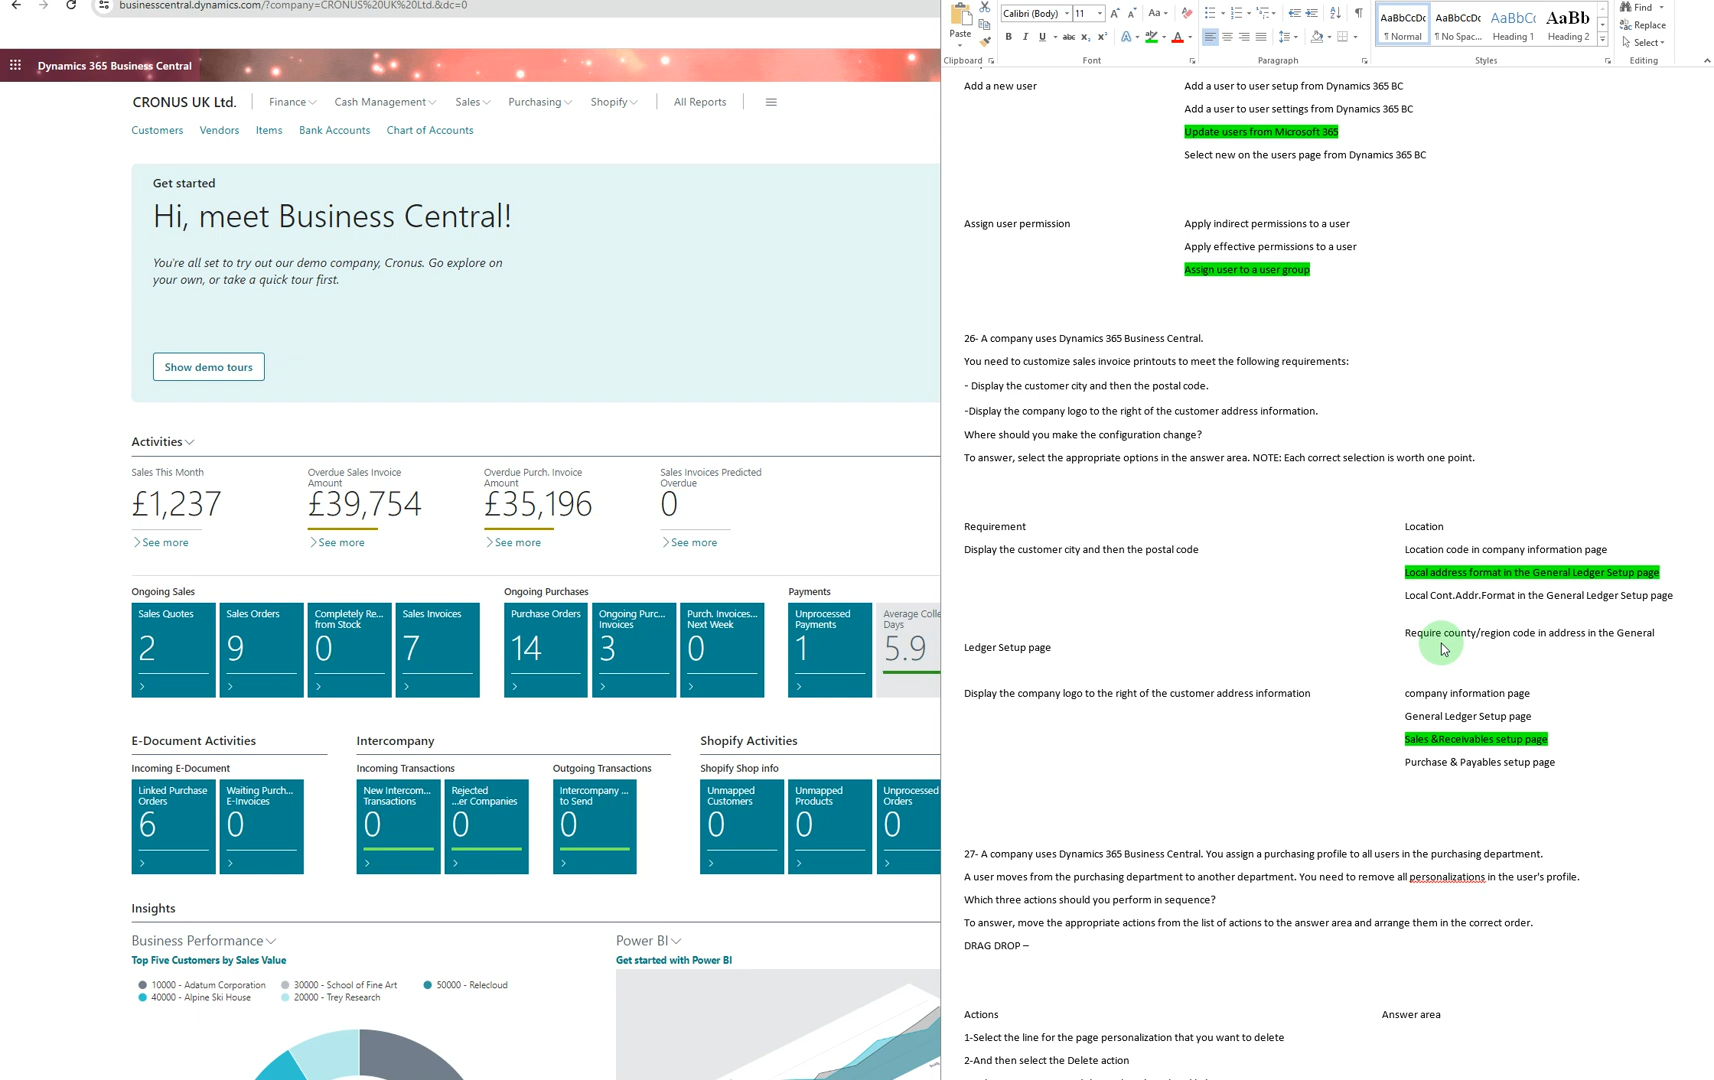 businesscentral.dynamics.com/?company=CRONUS%20UK%20Ltd.&dc=0
Dynamics 365 Business Central
CRONUS UK Ltd.
Finance
Cash Management
Sales
Purchasing
Shopify
All Reports
Customers
Vendors
Items
Bank Accounts
Chart of Accounts
Get started
Hi, meet Business Central!
You're all set to try out our demo company, Cronus. Go explore on
your own, or take a quick tour first.
Show demo tours
Activities
Sales This Month
£1,237
See more
Overdue Sales Invoice
Amount
£39,754
See more
Overdue Purch. Invoice
Amount
£35,196
See more
Sales Invoices Predicted
Overdue
0
See more
Ongoing Sales
Sales Quotes
2
Sales Orders
9
Completely Re...
from Stock
0
Sales Invoices
7
Ongoing Purchases
Purchase Orders
14
Ongoing Purc...
Invoices
3
Purch. Invoices...
Next Week
0
Payments
Unprocessed
Payments
1
Average Colle
Days
5.9
E-Document Activities
Incoming E-Document
Linked Purchase
Orders
6
Waiting Purch...
E-Invoices
0
Intercompany
Incoming Transactions
New Intercom...
Transactions
0
Rejected
...er Companies
0
Outgoing Transactions
Intercompany ...
to Send
0
Shopify Activities
Shopify Shop info
Unmapped
Customers
0
Unmapped
Products
0
Unprocessed
Orders
0
Insights
Business Performance
Top Five Customers by Sales Value
10000 - Adatum Corporation
30000 - School of Fine Art
50000 - Relecloud
40000 - Alpine Ski House
20000 - Trey Research
Power BI
Get started with Power BI
Paste
Clipboard
Calibri (Body)
11
Aa
B I U abc x₂ x²
A
Font
Paragraph
AaBbCcDc
¶ Normal
AaBbCcDc
¶ No Spac...
AaBbCc
Heading 1
AaBb
Heading 2
Styles
Find
Replace
Select
Editing
Add a new user
Add a user to user setup from Dynamics 365 BC
Add a user to user settings from Dynamics 365 BC
Update users from Microsoft 365
Select new on the users page from Dynamics 365 BC
Assign user permission
Apply indirect permissions to a user
Apply effective permissions to a user
Assign user to a user group
26- A company uses Dynamics 365 Business Central.
You need to customize sales invoice printouts to meet the following requirements:
- Display the customer city and then the postal code.
-Display the company logo to the right of the customer address information.
Where should you make the configuration change?
To answer, select the appropriate options in the answer area. NOTE: Each correct selection is worth one point.
Requirement
Location
Display the customer city and then the postal code
Location code in company information page
Local address format in the General Ledger Setup page
Local Cont.Addr.Format in the General Ledger Setup page
Require county/region code in address in the General
Ledger Setup page
Display the company logo to the right of the customer address information
company information page
General Ledger Setup page
Sales &Receivables setup page
Purchase & Payables setup page
27- A company uses Dynamics 365 Business Central. You assign a purchasing profile to all users in the purchasing department.
A user moves from the purchasing department to another department. You need to remove all personalizations in the user's profile.
Which three actions should you perform in sequence?
To answer, move the appropriate actions from the list of actions to the answer area and arrange them in the correct order.
DRAG DROP –
Actions
Answer area
1-Select the line for the page personalization that you want to delete
2-And then select the Delete action